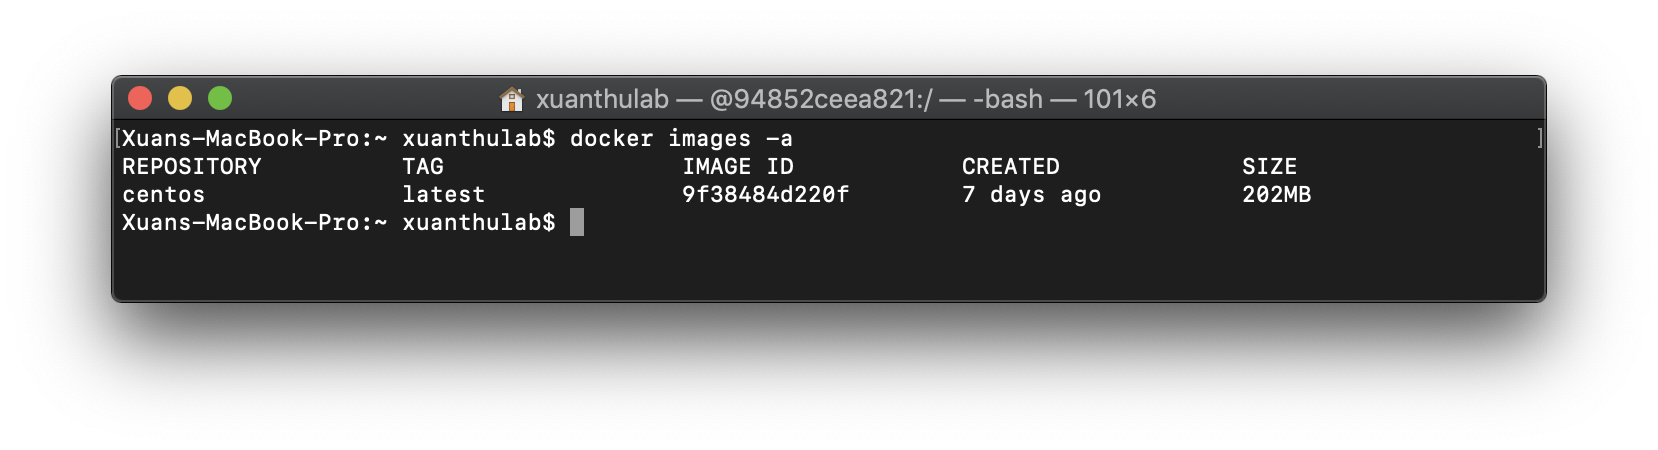 xuanthulab — @94852ceea821:/ — -bash — 101×6
[Xuans-MacBook-Pro:~ xuanthulab$ docker images -a ]
REPOSITORY TAG IMAGE ID CREATED SIZE
centos latest 9f38484d220f 7 days ago 202MB
Xuans-MacBook-Pro:~ xuanthulab$